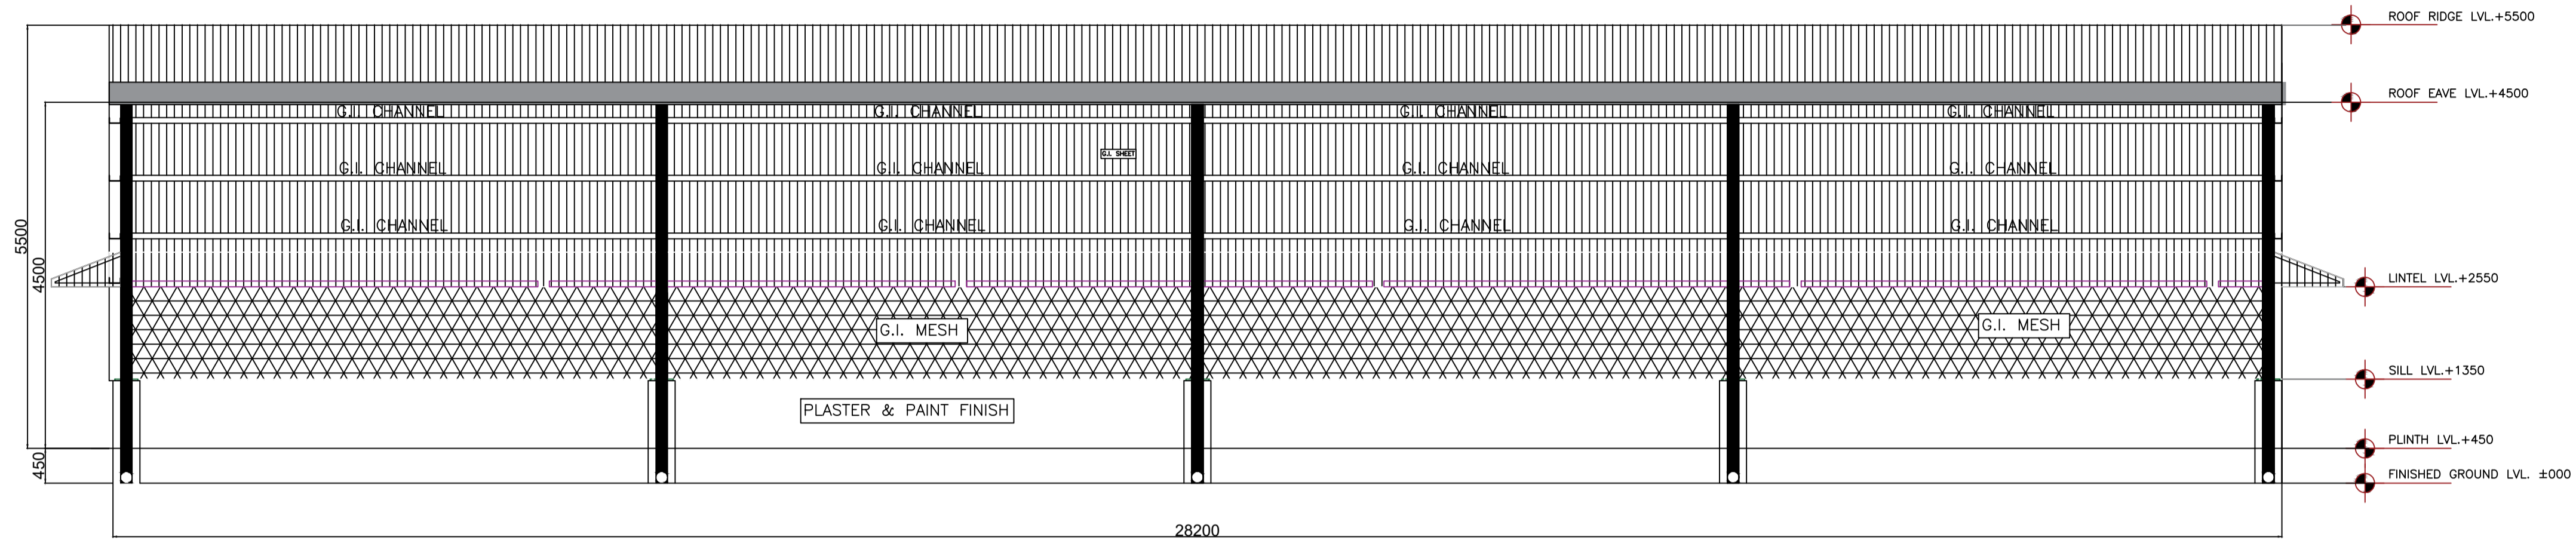 ROOF RIDGE LVL.+5500
ROOF EAVE LVL.+4500
G.I. CHANNEL G.I. CHANNEL G.I. CHANNEL G.I. CHANNEL
G.I. SHEET
G.I. CHANNEL G.I. CHANNEL G.I. CHANNEL G.I. CHANNEL
G.I. CHANNEL G.I. CHANNEL G.I. CHANNEL G.I. CHANNEL
5500
4500
LINTEL LVL.+2550
G.I. MESH
G.I. MESH
SILL LVL.+1350
PLASTER & PAINT FINISH
PLINTH LVL.+450
450
FINISHED GROUND LVL. ±000
28200